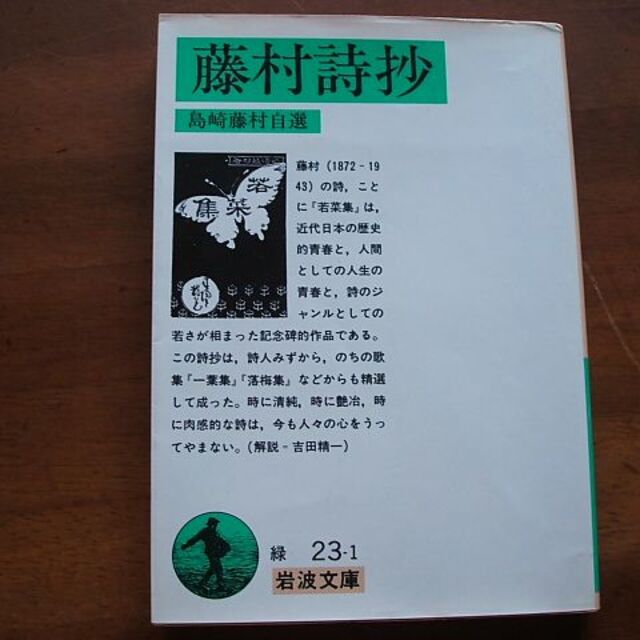 藤村詩抄
島崎藤村自選
若菜集
藤村（1872‐19
43）の詩，こと
に『若菜集』は，
近代日本の歴史
的青春と，人間
としての人生の
青春と，詩のジ
ャンルとしての
若さが相まった記念碑的作品である。
この詩抄は，詩人みずから，のちの歌
集『一葉集』『落梅集』などからも精選
して成った。時に清純，時に艶冶，時
に肉感的な詩は，今も人々の心をうっ
てやまない。（解説‐吉田精一）
緑 23-1
岩波文庫